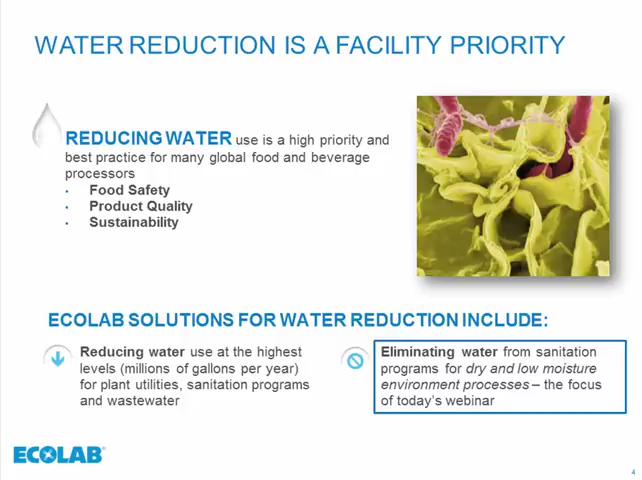 WATER REDUCTION IS A FACILITY PRIORITY
REDUCING WATER use is a high priority and
best practice for many global food and beverage
processors
• Food Safety
• Product Quality
• Sustainability
ECOLAB SOLUTIONS FOR WATER REDUCTION INCLUDE:
Reducing water use at the highest
levels (millions of gallons per year)
for plant utilities, sanitation programs
and wastewater
Eliminating water from sanitation
programs for dry and low moisture
environment processes – the focus
of today's webinar
ECOLAB®
4